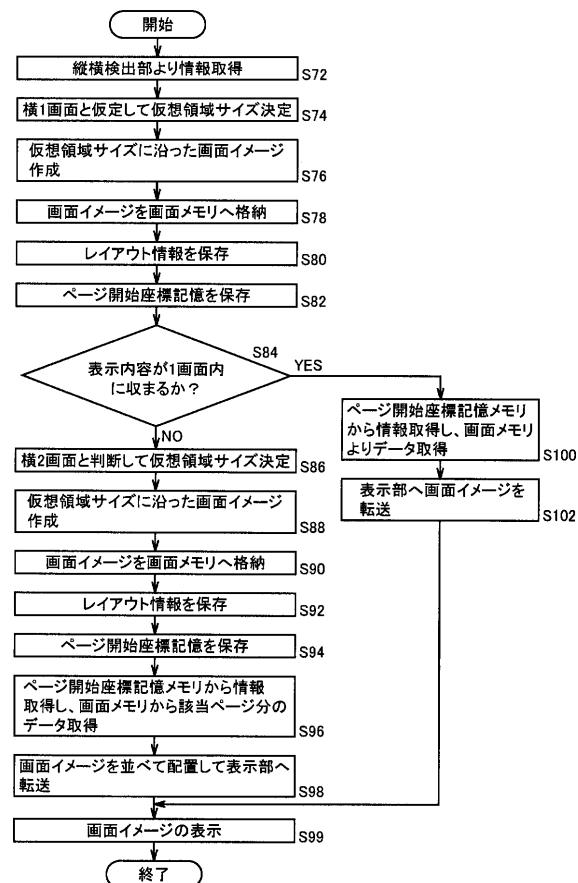 開始
縦横検出部より情報取得
S72
横1画面と仮定して仮想領域サイズ決定
S74
仮想領域サイズに沿った画面イメージ
作成
S76
画面イメージを画面メモリへ格納
S78
レイアウト情報を保存
S80
ページ開始座標記憶を保存
S82
S84
表示内容が1画面内
に収まるか？
YES
NO
横2画面と判断して仮想領域サイズ決定
S86
仮想領域サイズに沿った画面イメージ
作成
S88
画面イメージを画面メモリへ格納
S90
レイアウト情報を保存
S92
ページ開始座標記憶を保存
S94
ページ開始座標記憶メモリから情報
取得し、画面メモリから該当ページ分の
データ取得
S96
画面イメージを並べて配置して表示部へ
転送
S98
ページ開始座標記憶メモリ
から情報取得し、画面メモリ
よりデータ取得
S100
表示部へ画面イメージを
転送
S102
画面イメージの表示
S99
終了